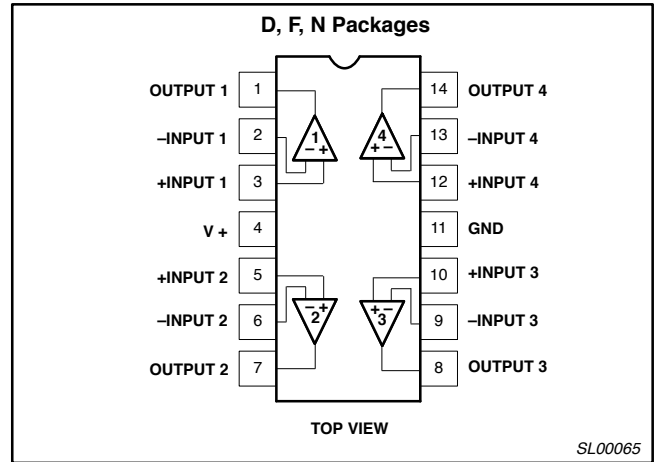 D, F, N Packages
OUTPUT 1 1 14 OUTPUT 4
–INPUT 1 2 1 4 13 –INPUT 4
– + + –
+INPUT 1 3 12 +INPUT 4
V + 4 11 GND
+INPUT 2 5 10 +INPUT 3
– + + –
–INPUT 2 6 2 3 9 –INPUT 3
OUTPUT 2 7 8 OUTPUT 3
TOP VIEW
SL00065